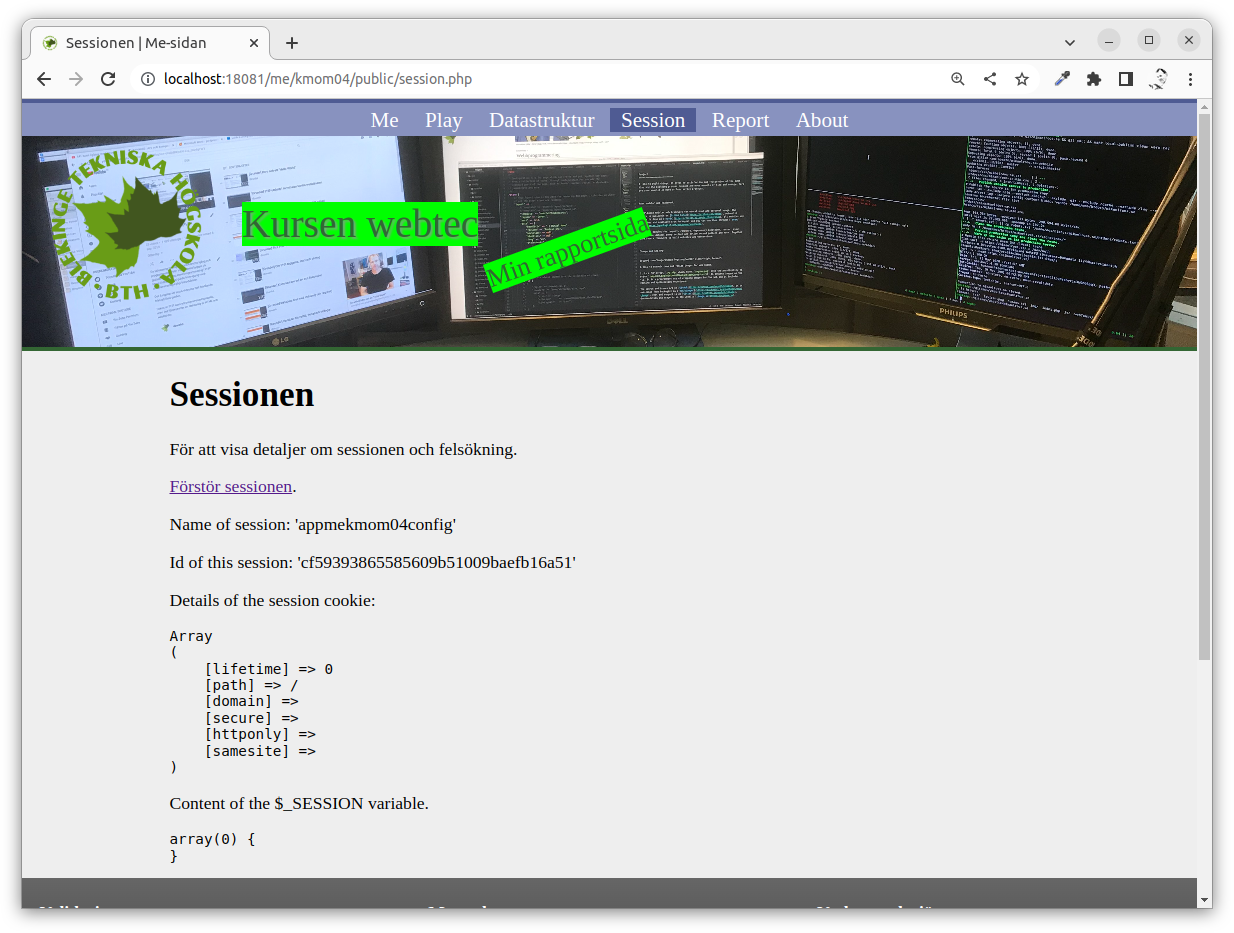 Sessionen | Me-sidan
localhost:18081/me/kmom04/public/session.php
Me Play Datastruktur Session Report About
BLEKINGE TEKNISKA HÖGSKOLA
BTH
Kursen webtec
Min rapportsida
LG
DELL
PHILIPS
Sessionen
För att visa detaljer om sessionen och felsökning.
Förstör sessionen.
Name of session: 'appmekmom04config'
Id of this session: 'cf59393865585609b51009baefb16a51'
Details of the session cookie:
Array
(
[lifetime] => 0
[path] => /
[domain] =>
[secure] =>
[httponly] =>
[samesite] =>
)
Content of the $_SESSION variable.
array(0) {
}